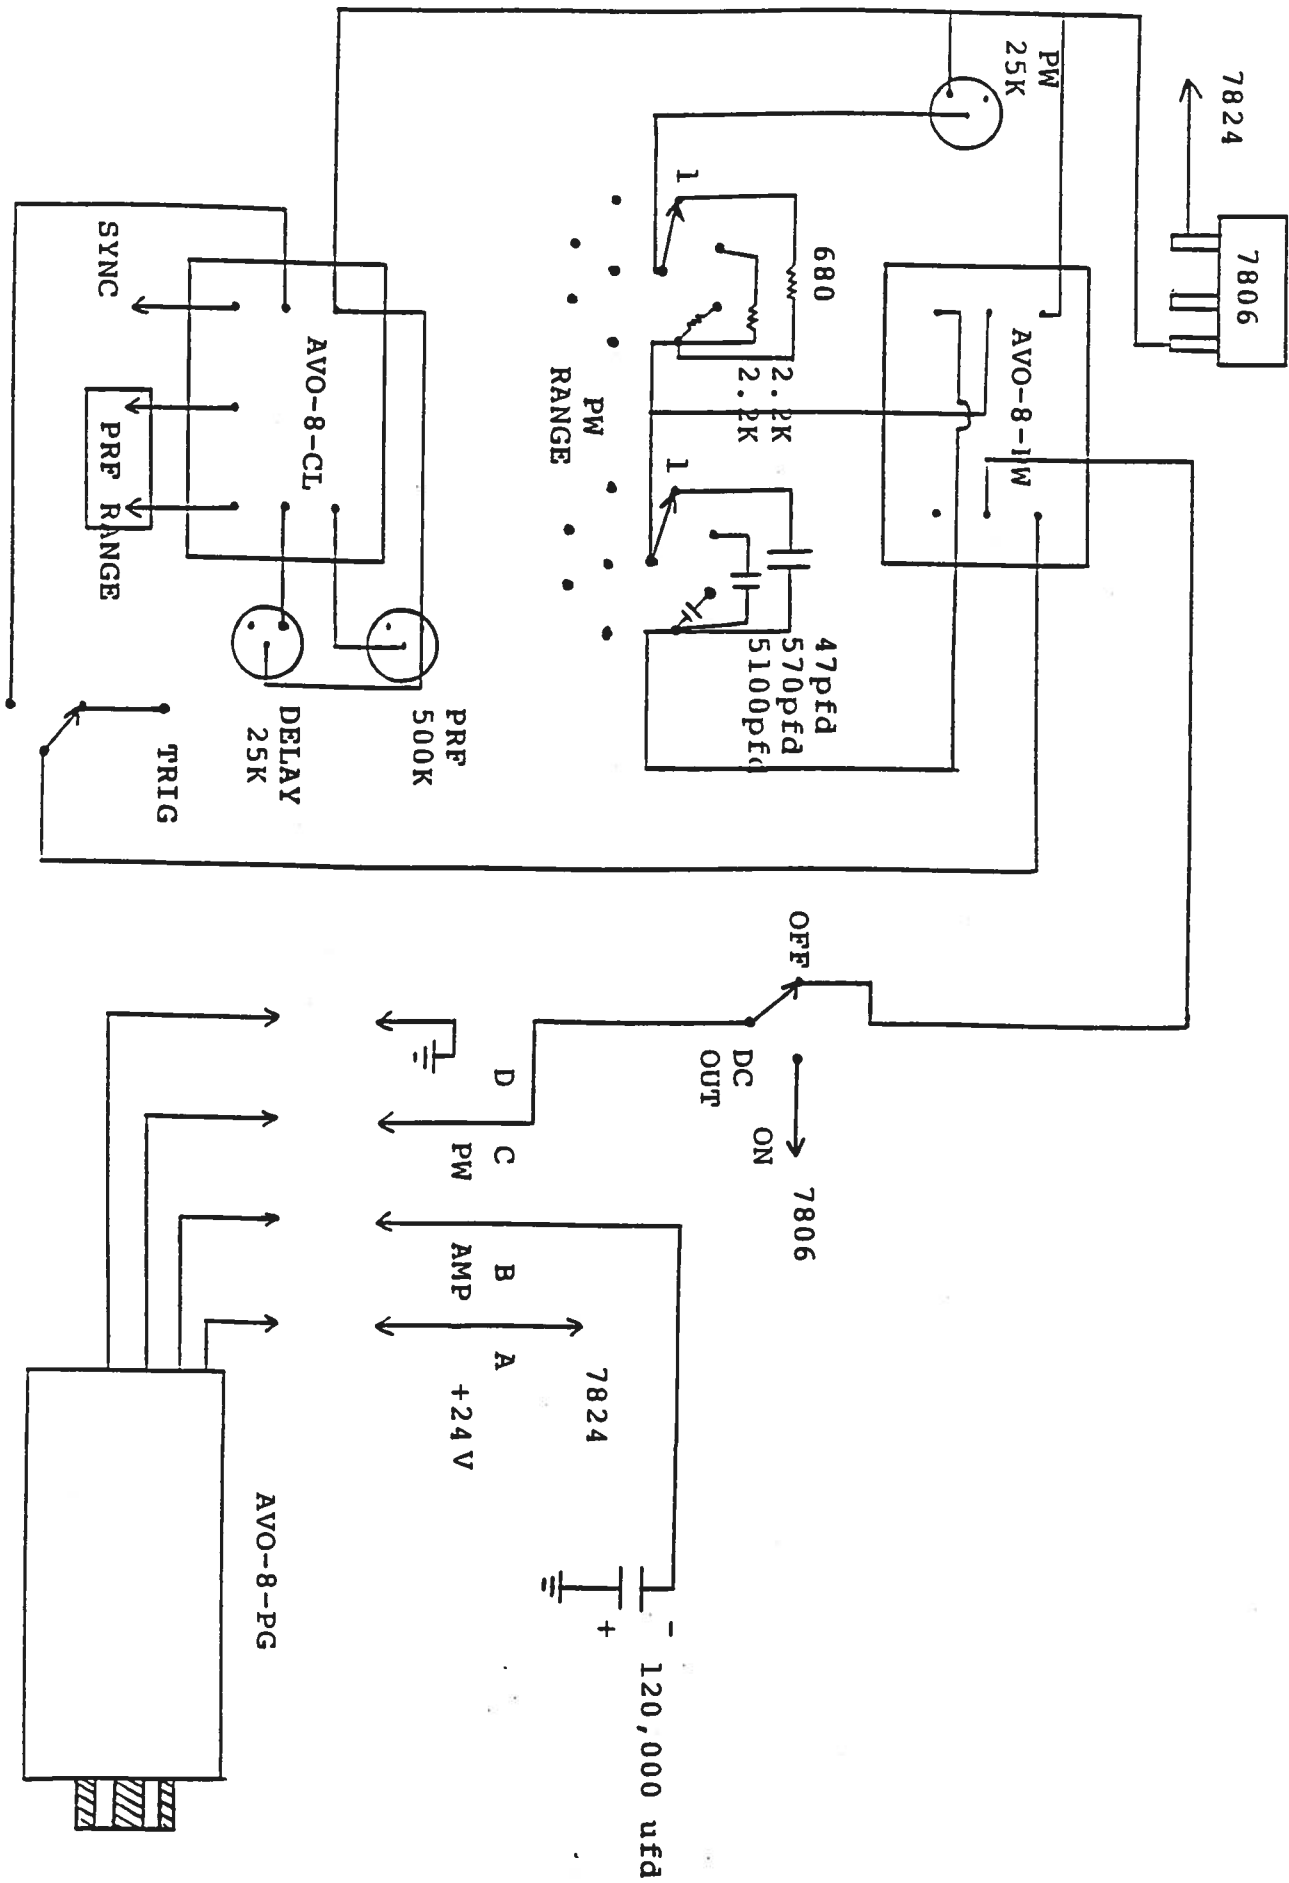 7824
7806
PW
25K
AVO-8-PW
680
2.2K
2.2K
1
1
47pfd
570pfd
5100pfd
PW
RANGE
AVO-8-CL
SYNC
PRF RANGE
PRF
500K
DELAY
25K
TRIG
OFF
DC
OUT
ON
7806
D
C
B
A
PW
AMP
+24V
7824
-
+
120,000 ufd
AVO-8-PG